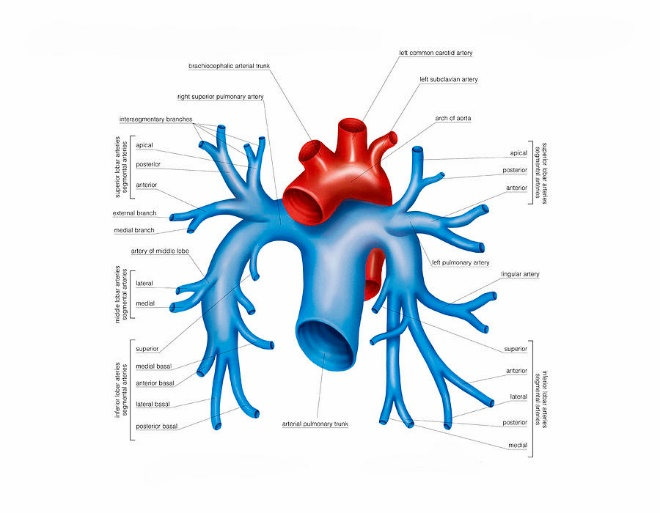 left common carotid artery
brachiocephalic arterial trunk
left subclavian artery
right superior pulmonary artery
arch of aorta
intersegmentary branches
superior lobar arteries
segmental arteries
apical
posterior
anterior
external branch
medial branch
artery of middle lobe
middle lobar arteries
segmental arteries
lateral
medial
inferior lobar arteries
segmental arteries
superior
medial basal
anterior basal
lateral basal
posterior basal
arterial pulmonary trunk
apical
posterior
anterior
superior lobar arteries
segmental arteries
left pulmonary artery
lingular artery
superior
anterior
lateral
posterior
medial
inferior lobar arteries
segmental arteries